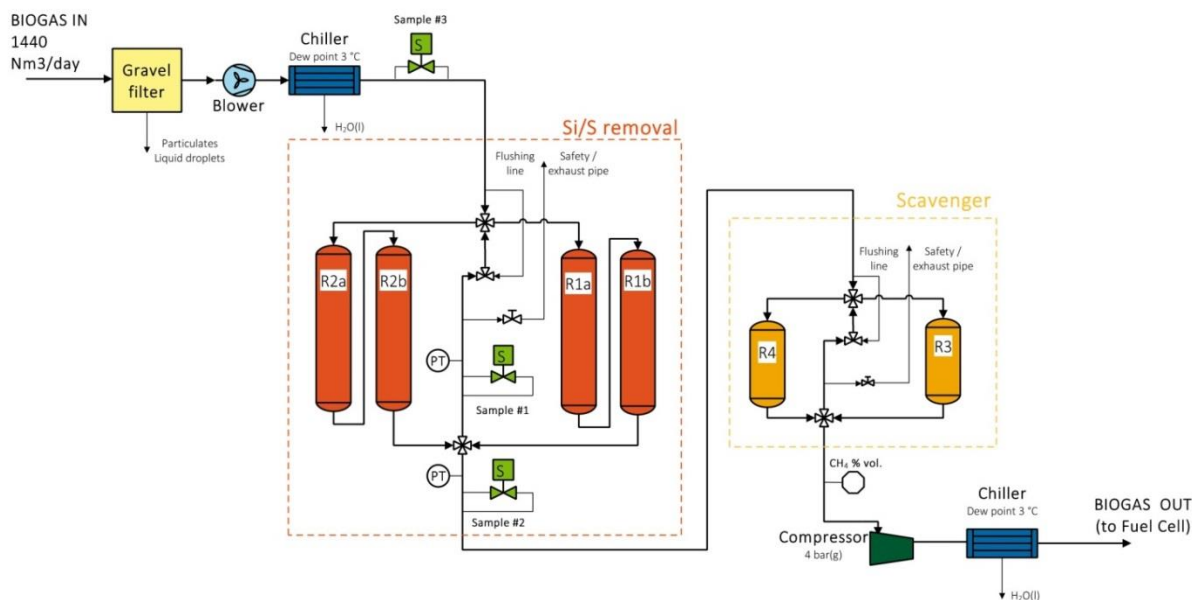 BIOGAS IN
1440
Nm3/day
Gravel
filter
Particulates
Liquid droplets
Blower
Chiller
Dew point 3 °C
H₂O(l)
Sample #3
S
Si/S removal
Flushing
line
Safety /
exhaust pipe
R2a
R2b
R1a
R1b
PT
S
Sample #1
PT
S
Sample #2
Scavenger
Flushing
line
Safety /
exhaust pipe
R4
R3
CH₄ % vol.
Compressor
4 bar(g)
Chiller
Dew point 3 °C
H₂O(l)
BIOGAS OUT
(to Fuel Cell)